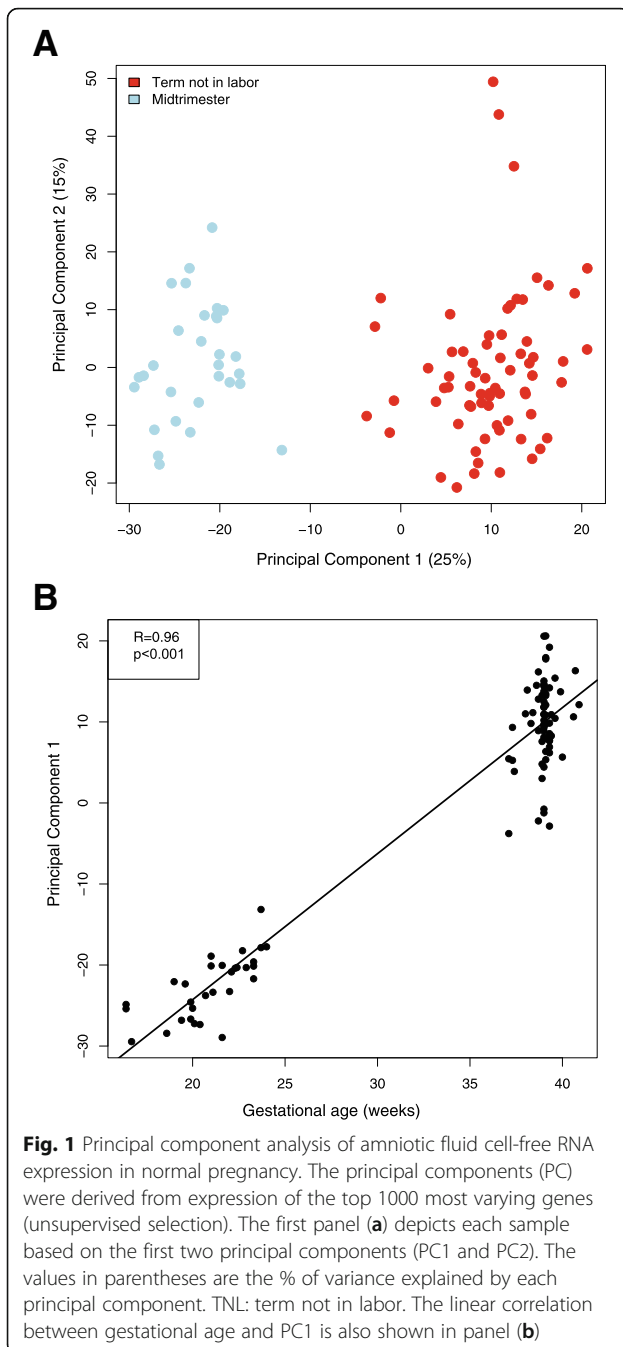 A
Term not in labor
Midtrimester
50
40
30
20
10
0
−10
−20
Principal Component 2 (15%)
−30 −20 −10 0 10 20
Principal Component 1 (25%)
B
R=0.96
p<0.001
20
10
0
−10
−20
−30
Principal Component 1
20 25 30 35 40
Gestational age (weeks)
Fig. 1 Principal component analysis of amniotic fluid cell-free RNA
expression in normal pregnancy. The principal components (PC)
were derived from expression of the top 1000 most varying genes
(unsupervised selection). The first panel (a) depicts each sample
based on the first two principal components (PC1 and PC2). The
values in parentheses are the % of variance explained by each
principal component. TNL: term not in labor. The linear correlation
between gestational age and PC1 is also shown in panel (b)